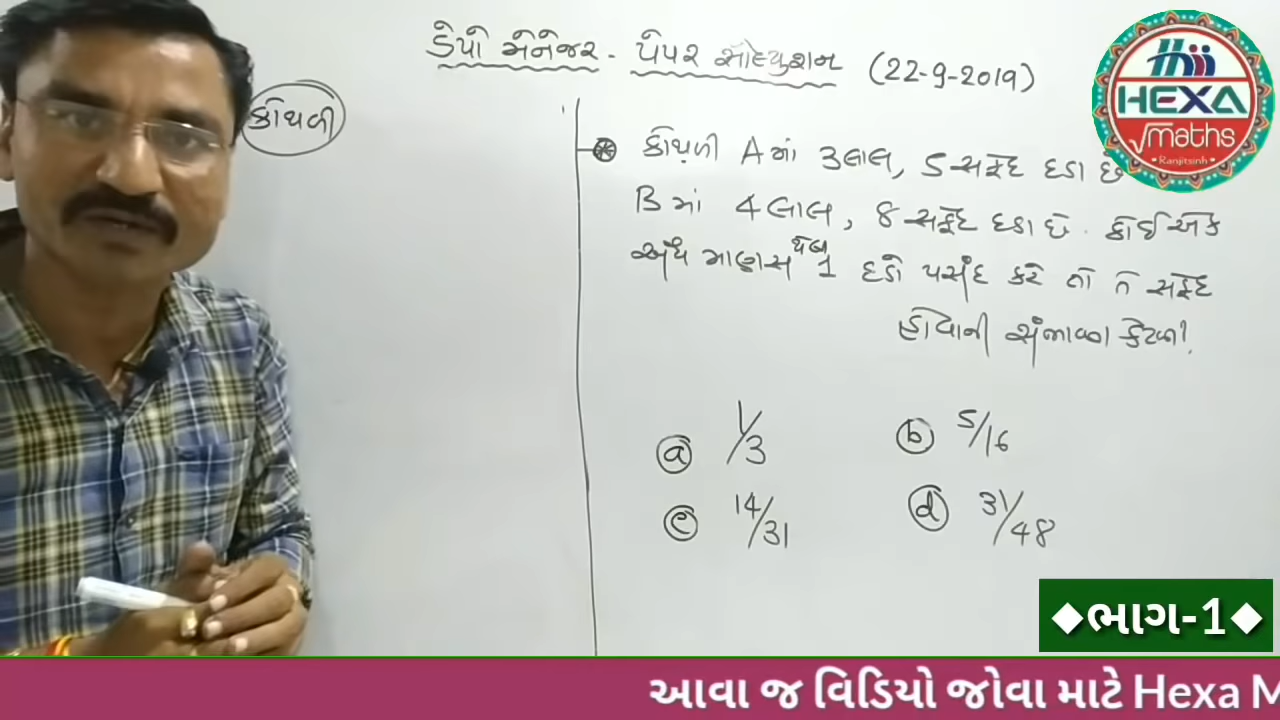 ડેપો મેનેજર - પેપર સોલ્યુશન (22-9-2019)
કોથળી
કોથળી A માં 3 લાલ, 5 સફેદ દડા છે
B માં 4 લાલ, 8 સફેદ દડા છે. કોઈ એક
અંધ માણસ 1 દડો પસંદ કરે તો તે સફેદ
હોવાની સંભાવના કેટલી?
(a) 1/3
(b) 5/16
(c) 14/31
(d) 31/48
HEXA
√maths
Ranjitsinh
◆ભાગ-1◆
આવા જ વિડિયો જોવા માટે Hexa M